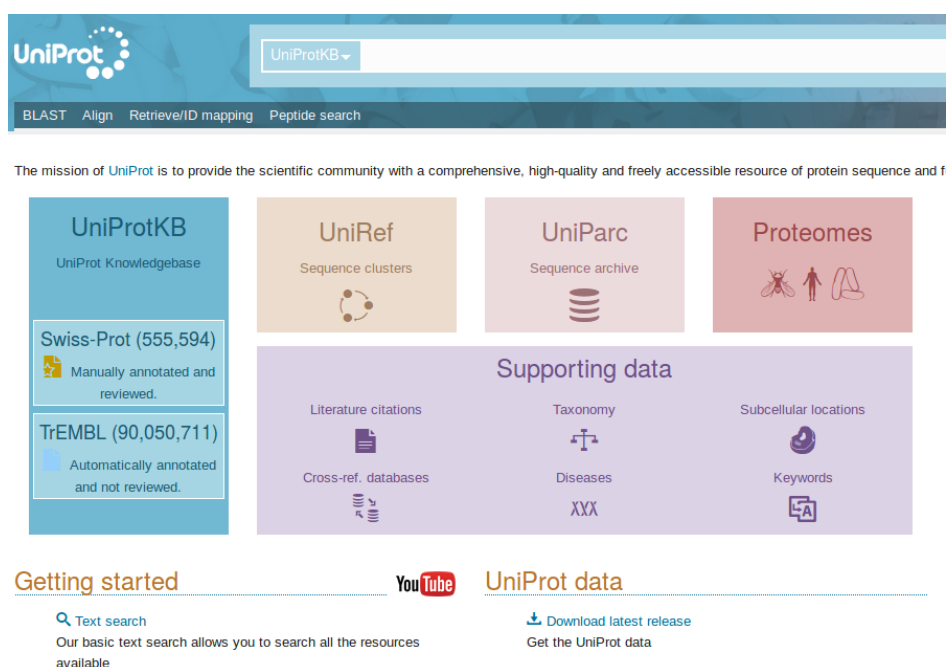 UniProt
UniProtKB
BLAST Align Retrieve/ID mapping Peptide search
The mission of UniProt is to provide the scientific community with a comprehensive, high-quality and freely accessible resource of protein sequence and
UniProtKB
UniProt Knowledgebase
Swiss-Prot (555,594)
Manually annotated and
reviewed.
TrEMBL (90,050,711)
Automatically annotated
and not reviewed.
UniRef
Sequence clusters
UniParc
Sequence archive
Proteomes
Supporting data
Literature citations
Taxonomy
Subcellular locations
Cross-ref. databases
Diseases
Keywords
Getting started
YouTube
Text search
Our basic text search allows you to search all the resources
available
UniProt data
Download latest release
Get the UniProt data